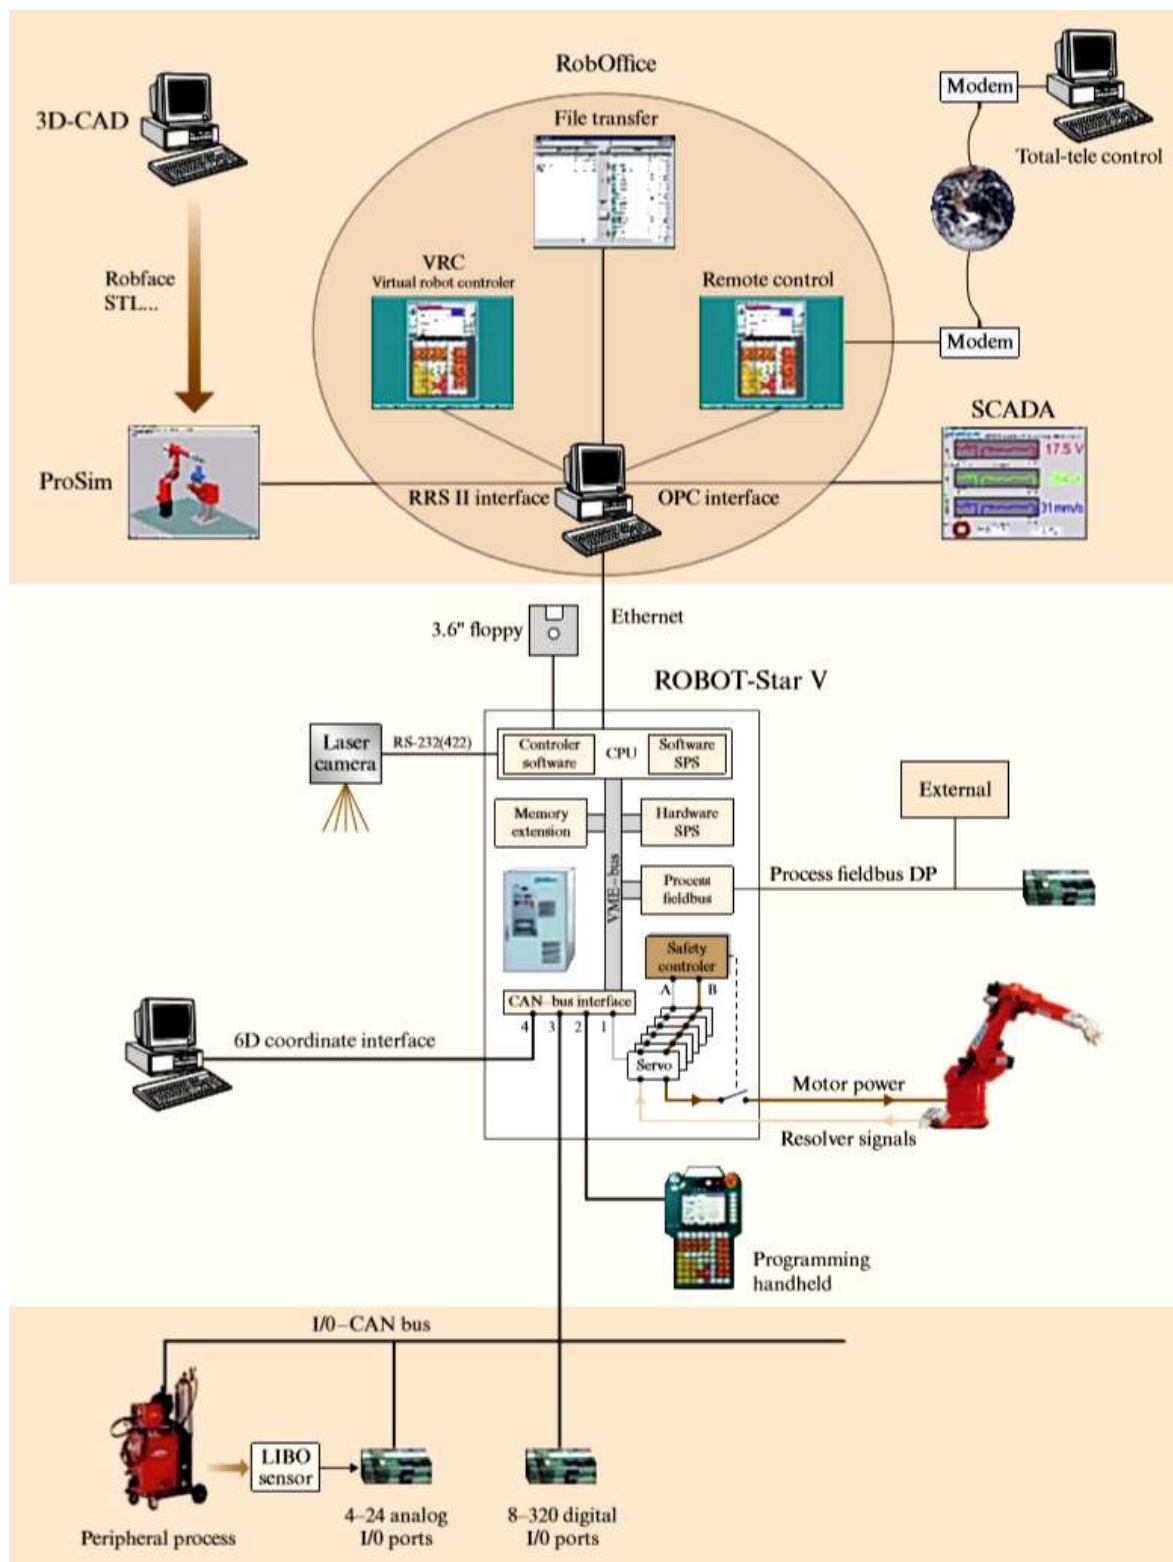 RobOffice
3D-CAD
File transfer
Modem
Total-tele control
Robface
STL...
VRC
Virtual robot controler
Remote control
Modem
SCADA
17.5 V
31mm/s
ProSim
RRS II interface
OPC interface
Ethernet
3.6" floppy
ROBOT-Star V
Laser
camera
RS-232(422)
Controler
software
CPU
Software
SPS
Memory
extension
Hardware
SPS
External
VME-bus
Process
fieldbus
Process fieldbus DP
Safety
controler
A
B
CAN-bus interface
4
3
2
1
6D coordinate interface
Servo
Motor power
Resolver signals
Programming
handheld
I/0-CAN bus
LIBO
sensor
Peripheral process
4-24 analog
I/0 ports
8-320 digital
I/0 ports